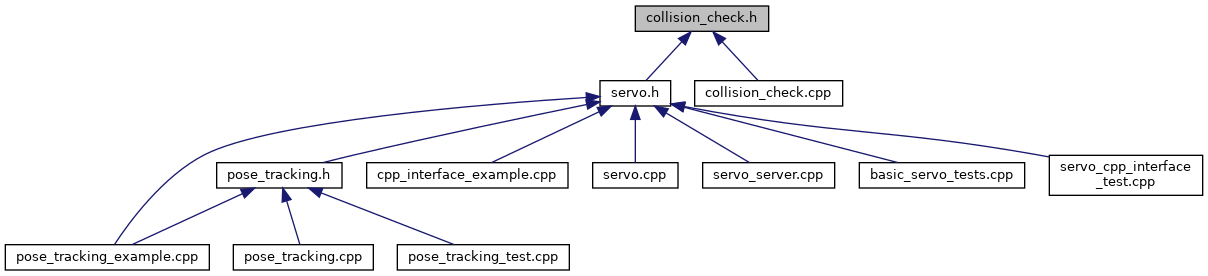 collision_check.h
servo.h
collision_check.cpp
pose_tracking.h
cpp_interface_example.cpp
servo.cpp
servo_server.cpp
basic_servo_tests.cpp
servo_cpp_interface
_test.cpp
pose_tracking_example.cpp
pose_tracking.cpp
pose_tracking_test.cpp